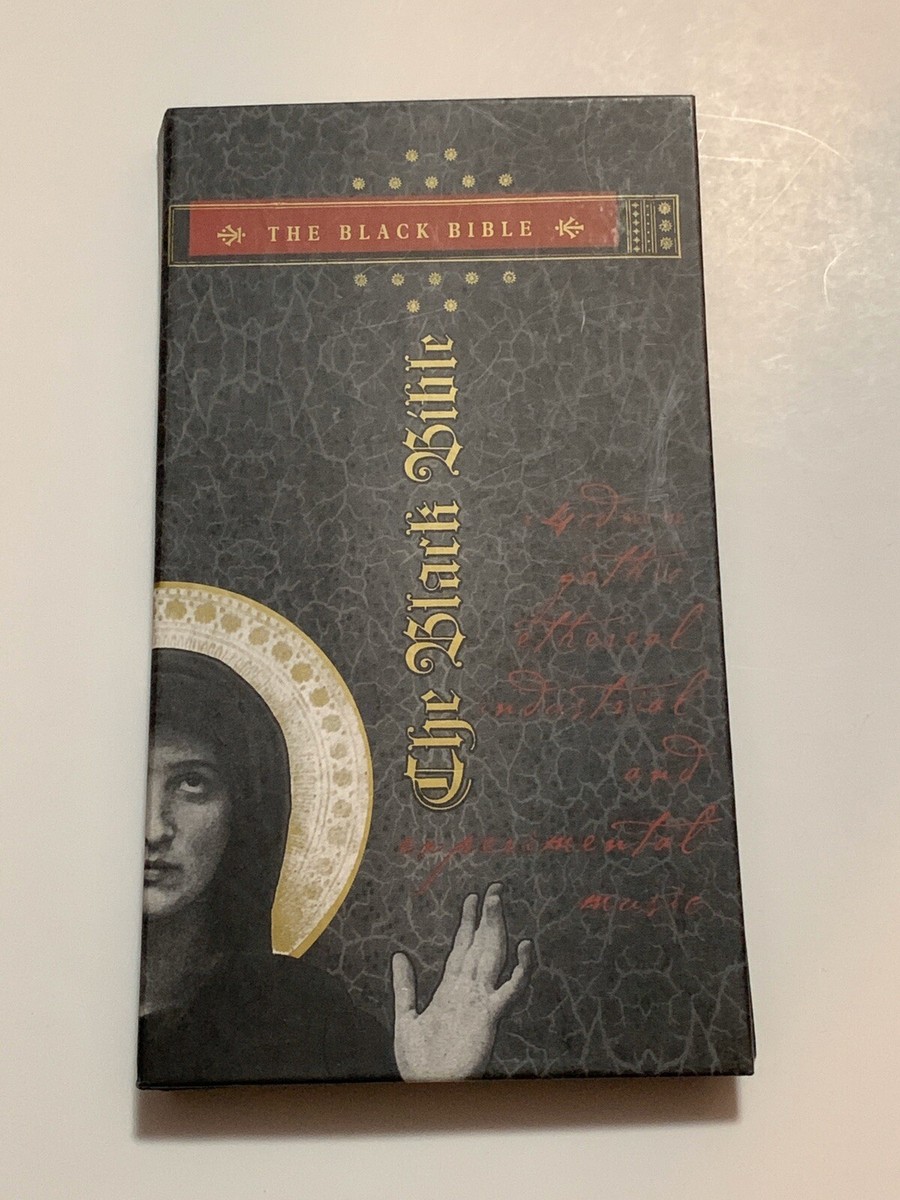 THE BLACK BIBLE
The Black Bible
gothic
ethereal
industrial
and
experimental
music